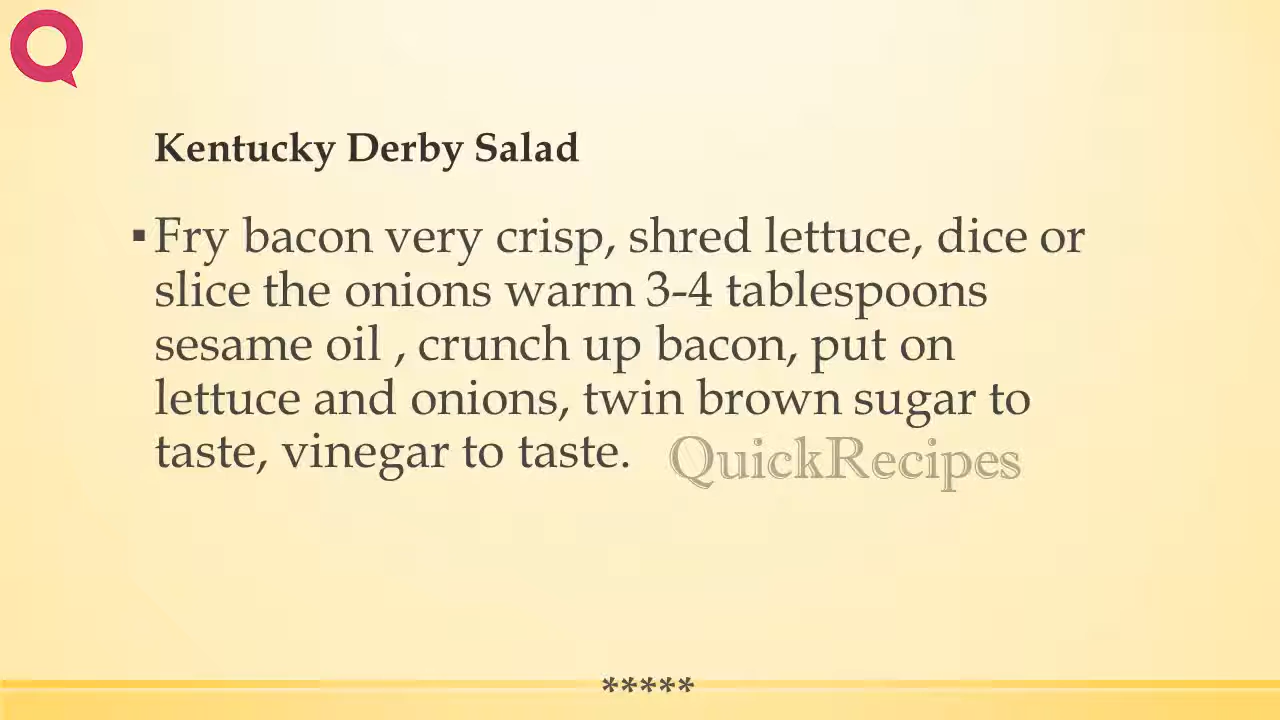 Kentucky Derby Salad
▪Fry bacon very crisp, shred lettuce, dice or
slice the onions warm 3-4 tablespoons
sesame oil , crunch up bacon, put on
lettuce and onions, twin brown sugar to
taste, vinegar to taste.
QuickRecipes
*****